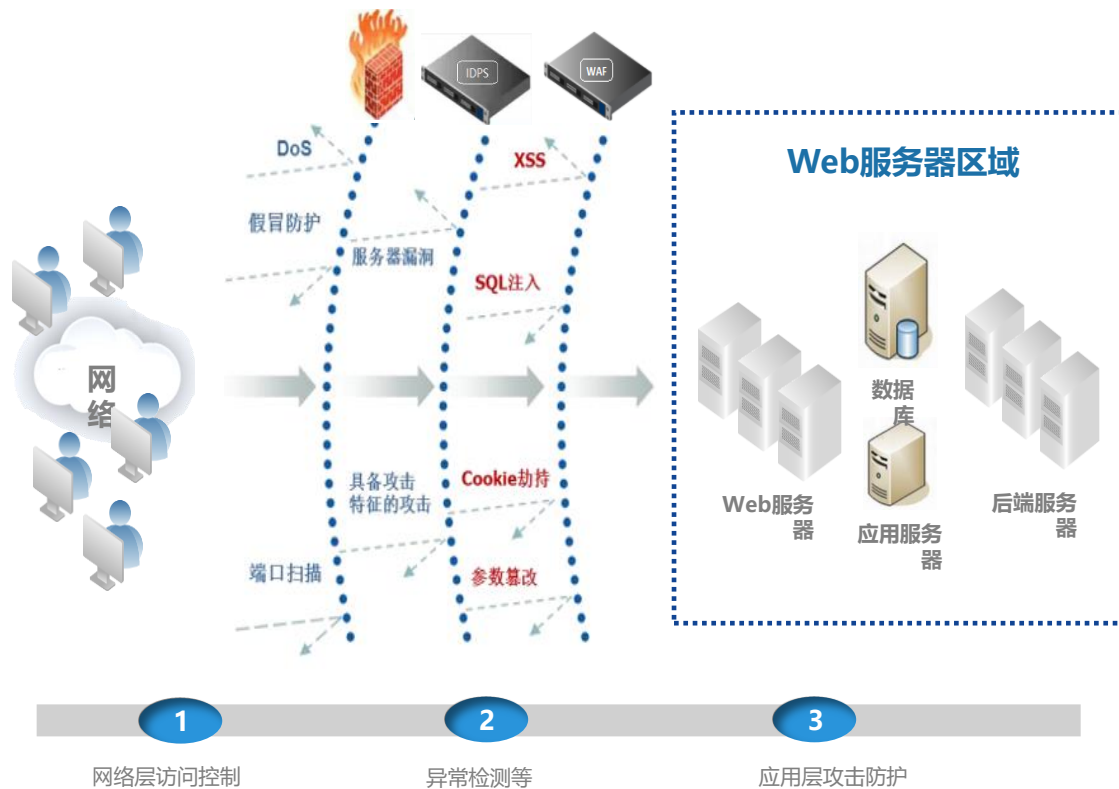 IDPS
WAF
DoS
XSS
Web服务器区域
假冒防护
服务器漏洞
SQL注入
网
络
数据
库
具备攻击
特征的攻击
Cookie劫持
Web服务
器
应用服务
器
后端服务
器
端口扫描
参数篡改
1
2
3
网络层访问控制
异常检测等
应用层攻击防护